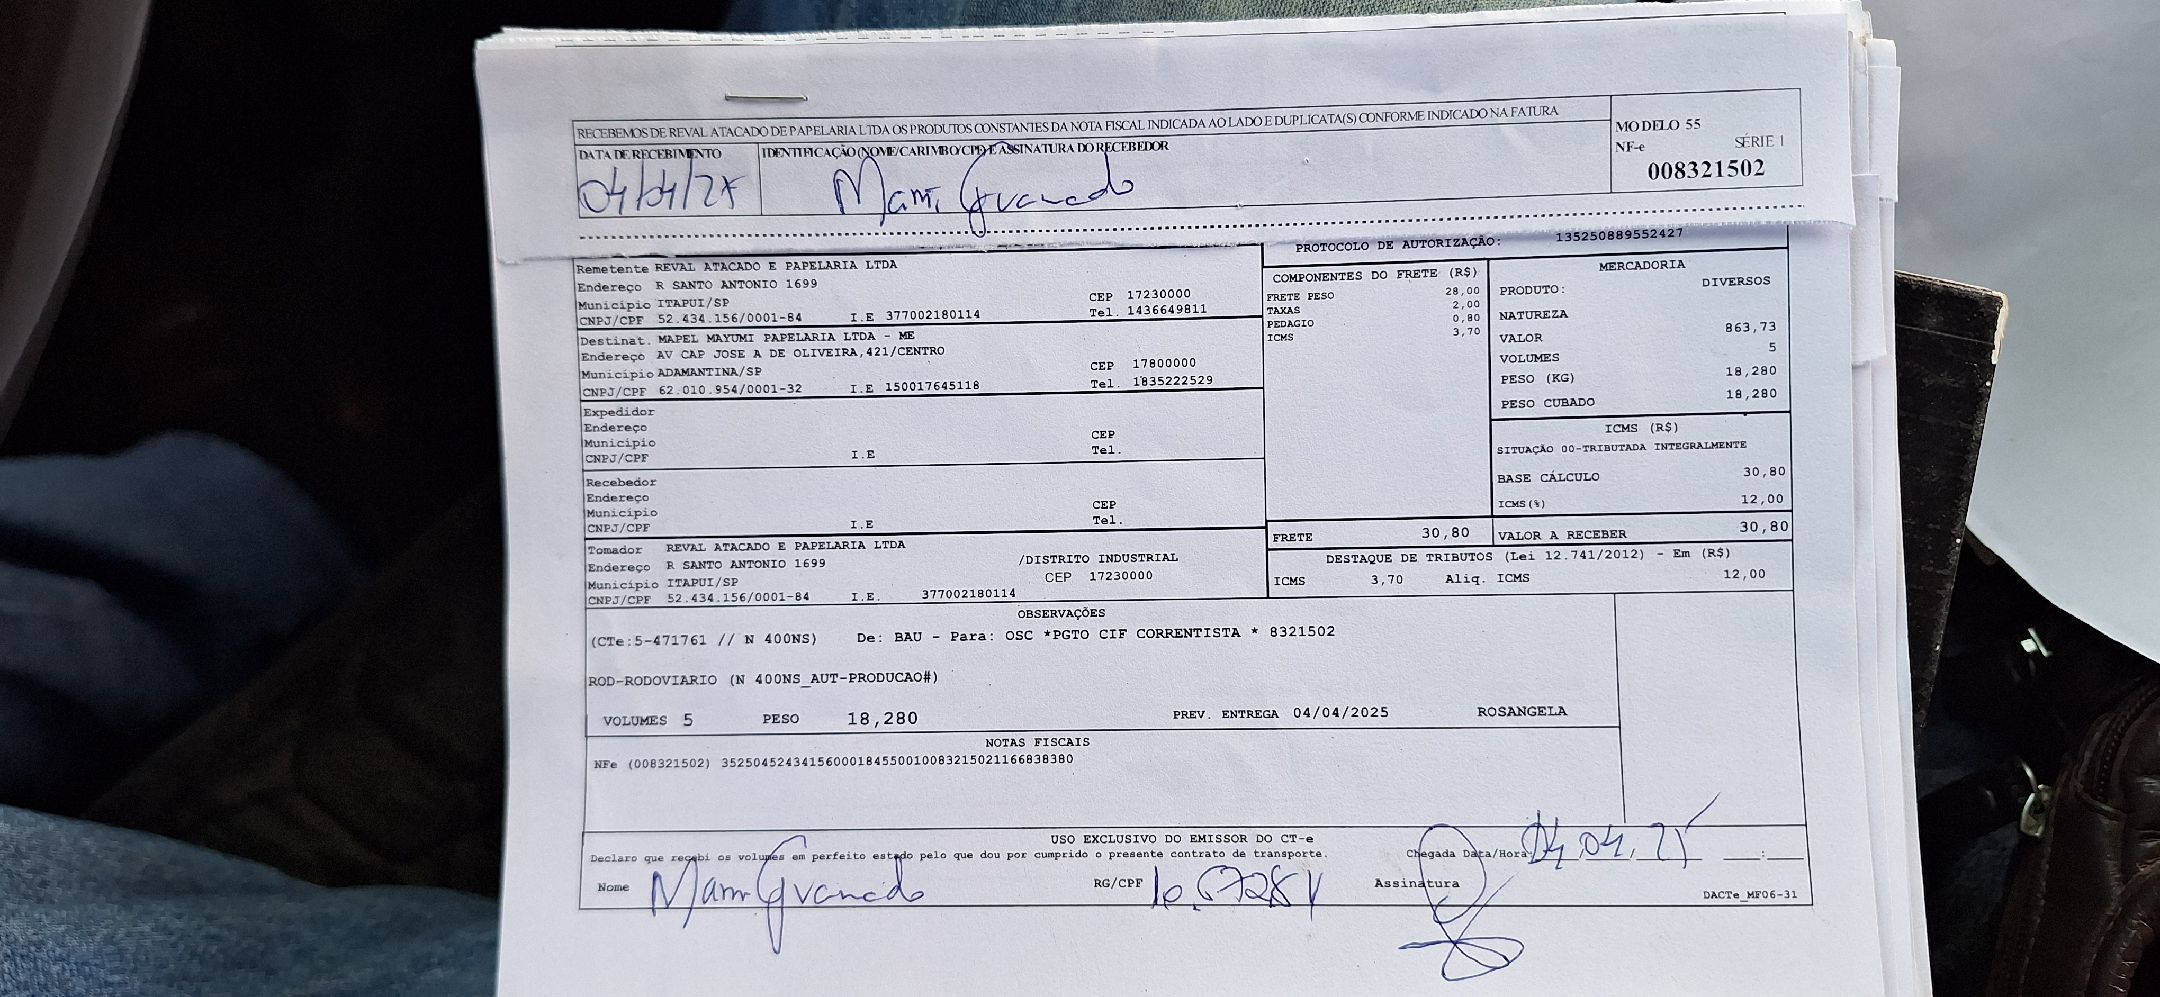 RECEBEMOS DE REVAL ATACADO DE PAPELARIA LTDA OS PRODUTOS CONSTANTES DA NOTA FISCAL INDICADA AO LADO E DUPLICATA(S) CONFORME INDICADO NA FATURA
MODELO 55
NF-e SÉRIE 1
008321502
DATA DE RECEBIMENTO IDENTIFICAÇÃO (NOME/CARIMBO/CPF) E ASSINATURA DO RECEBEDOR
04/04/25
PROTOCOLO DE AUTORIZAÇÃO: 135250889552427
Remetente REVAL ATACADO E PAPELARIA LTDA
Endereço R SANTO ANTONIO 1699
Município ITAPUI/SP CEP 17230000
CNPJ/CPF 52.434.156/0001-84 I.E 377002180114 Tel. 1436649811
Destinat. MAPEL MAYUMI PAPELARIA LTDA - ME
Endereço AV CAP JOSE A DE OLIVEIRA,421/CENTRO
Município ADAMANTINA/SP CEP 17800000
CNPJ/CPF 62.010.954/0001-32 I.E 150017645118 Tel. 1835222529
Expedidor
Endereço
Município CEP
CNPJ/CPF I.E Tel.
Recebedor
Endereço
Município CEP
CNPJ/CPF I.E Tel.
Tomador REVAL ATACADO E PAPELARIA LTDA
Endereço R SANTO ANTONIO 1699 /DISTRITO INDUSTRIAL
Município ITAPUI/SP CEP 17230000
CNPJ/CPF 52.434.156/0001-84 I.E. 377002180114
COMPONENTES DO FRETE (R$)
FRETE PESO 28,00
TAXAS 2,00
PEDAGIO 0,80
ICMS 3,70
MERCADORIA
PRODUTO: DIVERSOS
NATUREZA
VALOR 863,73
VOLUMES 5
PESO (KG) 18,280
PESO CUBADO 18,280
ICMS (R$)
SITUAÇÃO 00-TRIBUTADA INTEGRALMENTE
BASE CÁLCULO 30,80
ICMS(%) 12,00
FRETE 30,80 VALOR A RECEBER 30,80
DESTAQUE DE TRIBUTOS (Lei 12.741/2012) - Em (R$)
ICMS 3,70 Aliq. ICMS 12,00
OBSERVAÇÕES
(CTe:5-471761 // N 400NS) De: BAU - Para: OSC *PGTO CIF CORRENTISTA * 8321502
ROD-RODOVIARIO (N 400NS_AUT-PRODUCAO#)
VOLUMES 5 PESO 18,280 PREV. ENTREGA 04/04/2025 ROSANGELA
NOTAS FISCAIS
NFe (008321502) 35250452434156000184550010083215021166838380
USO EXCLUSIVO DO EMISSOR DO CT-e
Declaro que recebi os volumes em perfeito estado pelo que dou por cumprido o presente contrato de transporte. Chegada Data/Hora 04 04 25 :
Nome RG/CPF Assinatura
DACTe_MF06-31